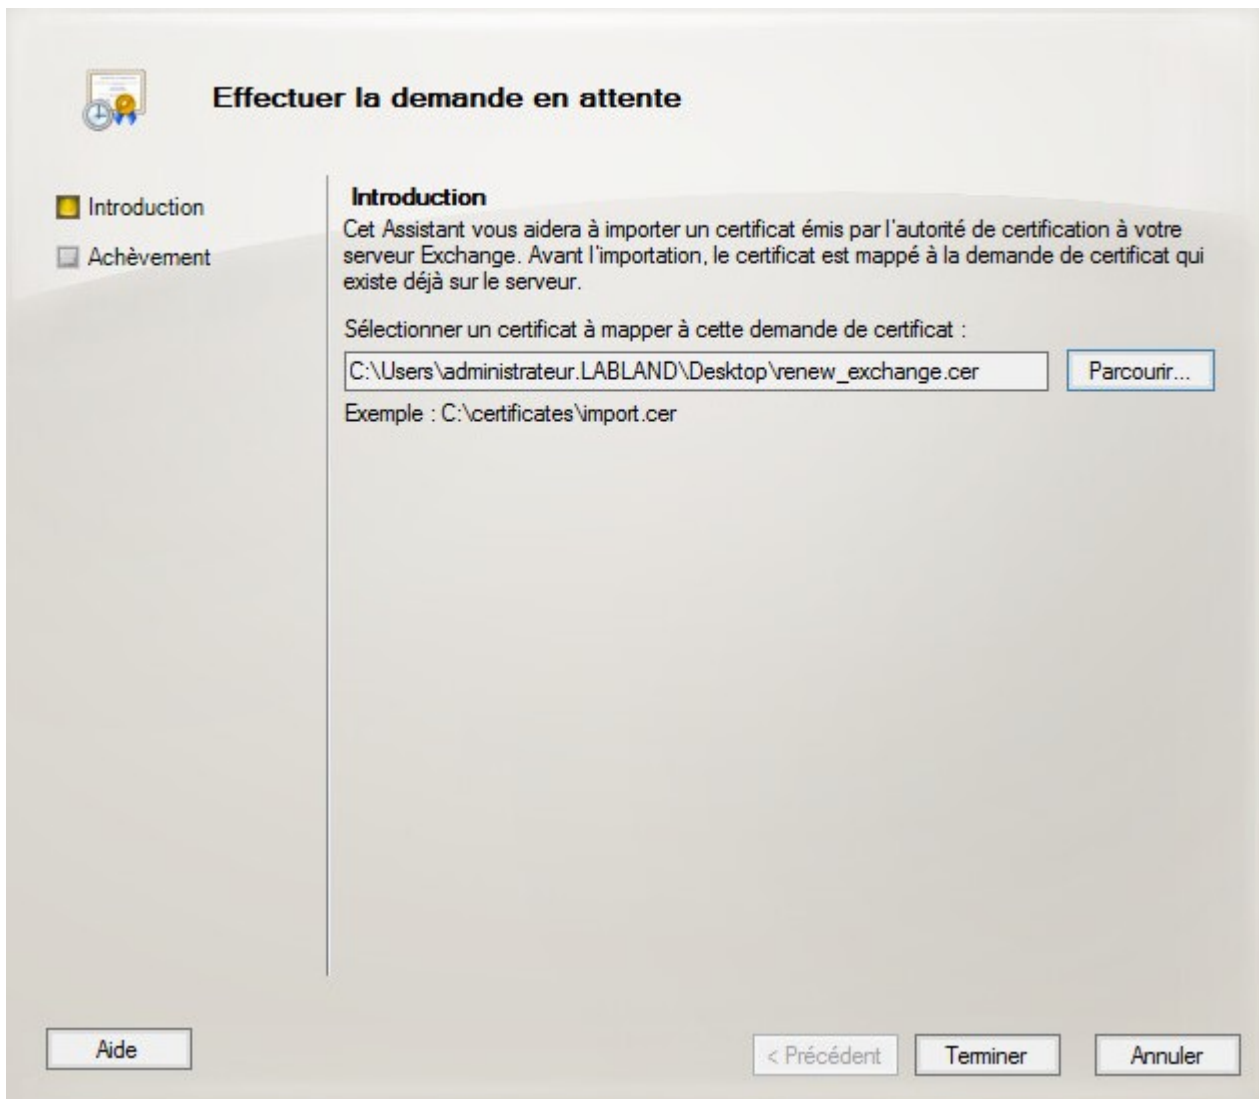 Effectuer la demande en attente
Introduction
Achèvement
Introduction
Cet Assistant vous aidera à importer un certificat émis par l'autorité de certification à votre
serveur Exchange. Avant l'importation, le certificat est mappé à la demande de certificat qui
existe déjà sur le serveur.
Sélectionner un certificat à mapper à cette demande de certificat :
C:\Users\administrateur.LABLAND\Desktop\renew_exchange.cer
Parcourir...
Exemple : C:\certificates\import.cer
Aide
< Précédent
Terminer
Annuler